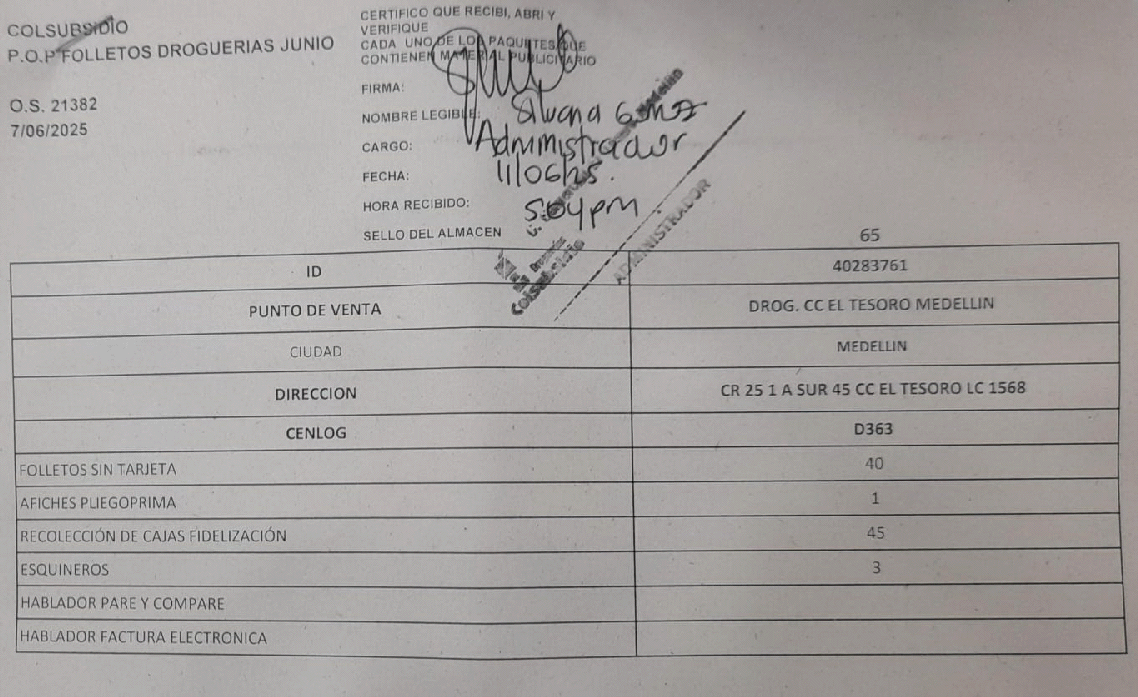 COLSUBSIDIO
P.O.P FOLLETOS DROGUERIAS JUNIO
O.S. 21382
7/06/2025
CERTIFICO QUE RECIBI, ABRI Y
VERIFIQUE
CADA UNO DE LOS PAQUTES QUE
CONTIENEN MATERIAL PUBLICITARIO
FIRMA:
NOMBRE LEGIBLE: Silvana
CARGO: Administrador
FECHA: 11/06/25.
HORA RECIBIDO: 5:04pm.
SELLO DEL ALMACEN
Colsubsidio
ADMINISTRADOR
65
ID 40283761
PUNTO DE VENTA DROG. CC EL TESORO MEDELLIN
CIUDAD MEDELLIN
DIRECCION CR 25 1 A SUR 45 CC EL TESORO LC 1568
CENLOG D363
FOLLETOS SIN TARJETA 40
AFICHES PLIEGOPRIMA 1
RECOLECCIÓN DE CAJAS FIDELIZACIÓN 45
ESQUINEROS 3
HABLADOR PARE Y COMPARE
HABLADOR FACTURA ELECTRONICA